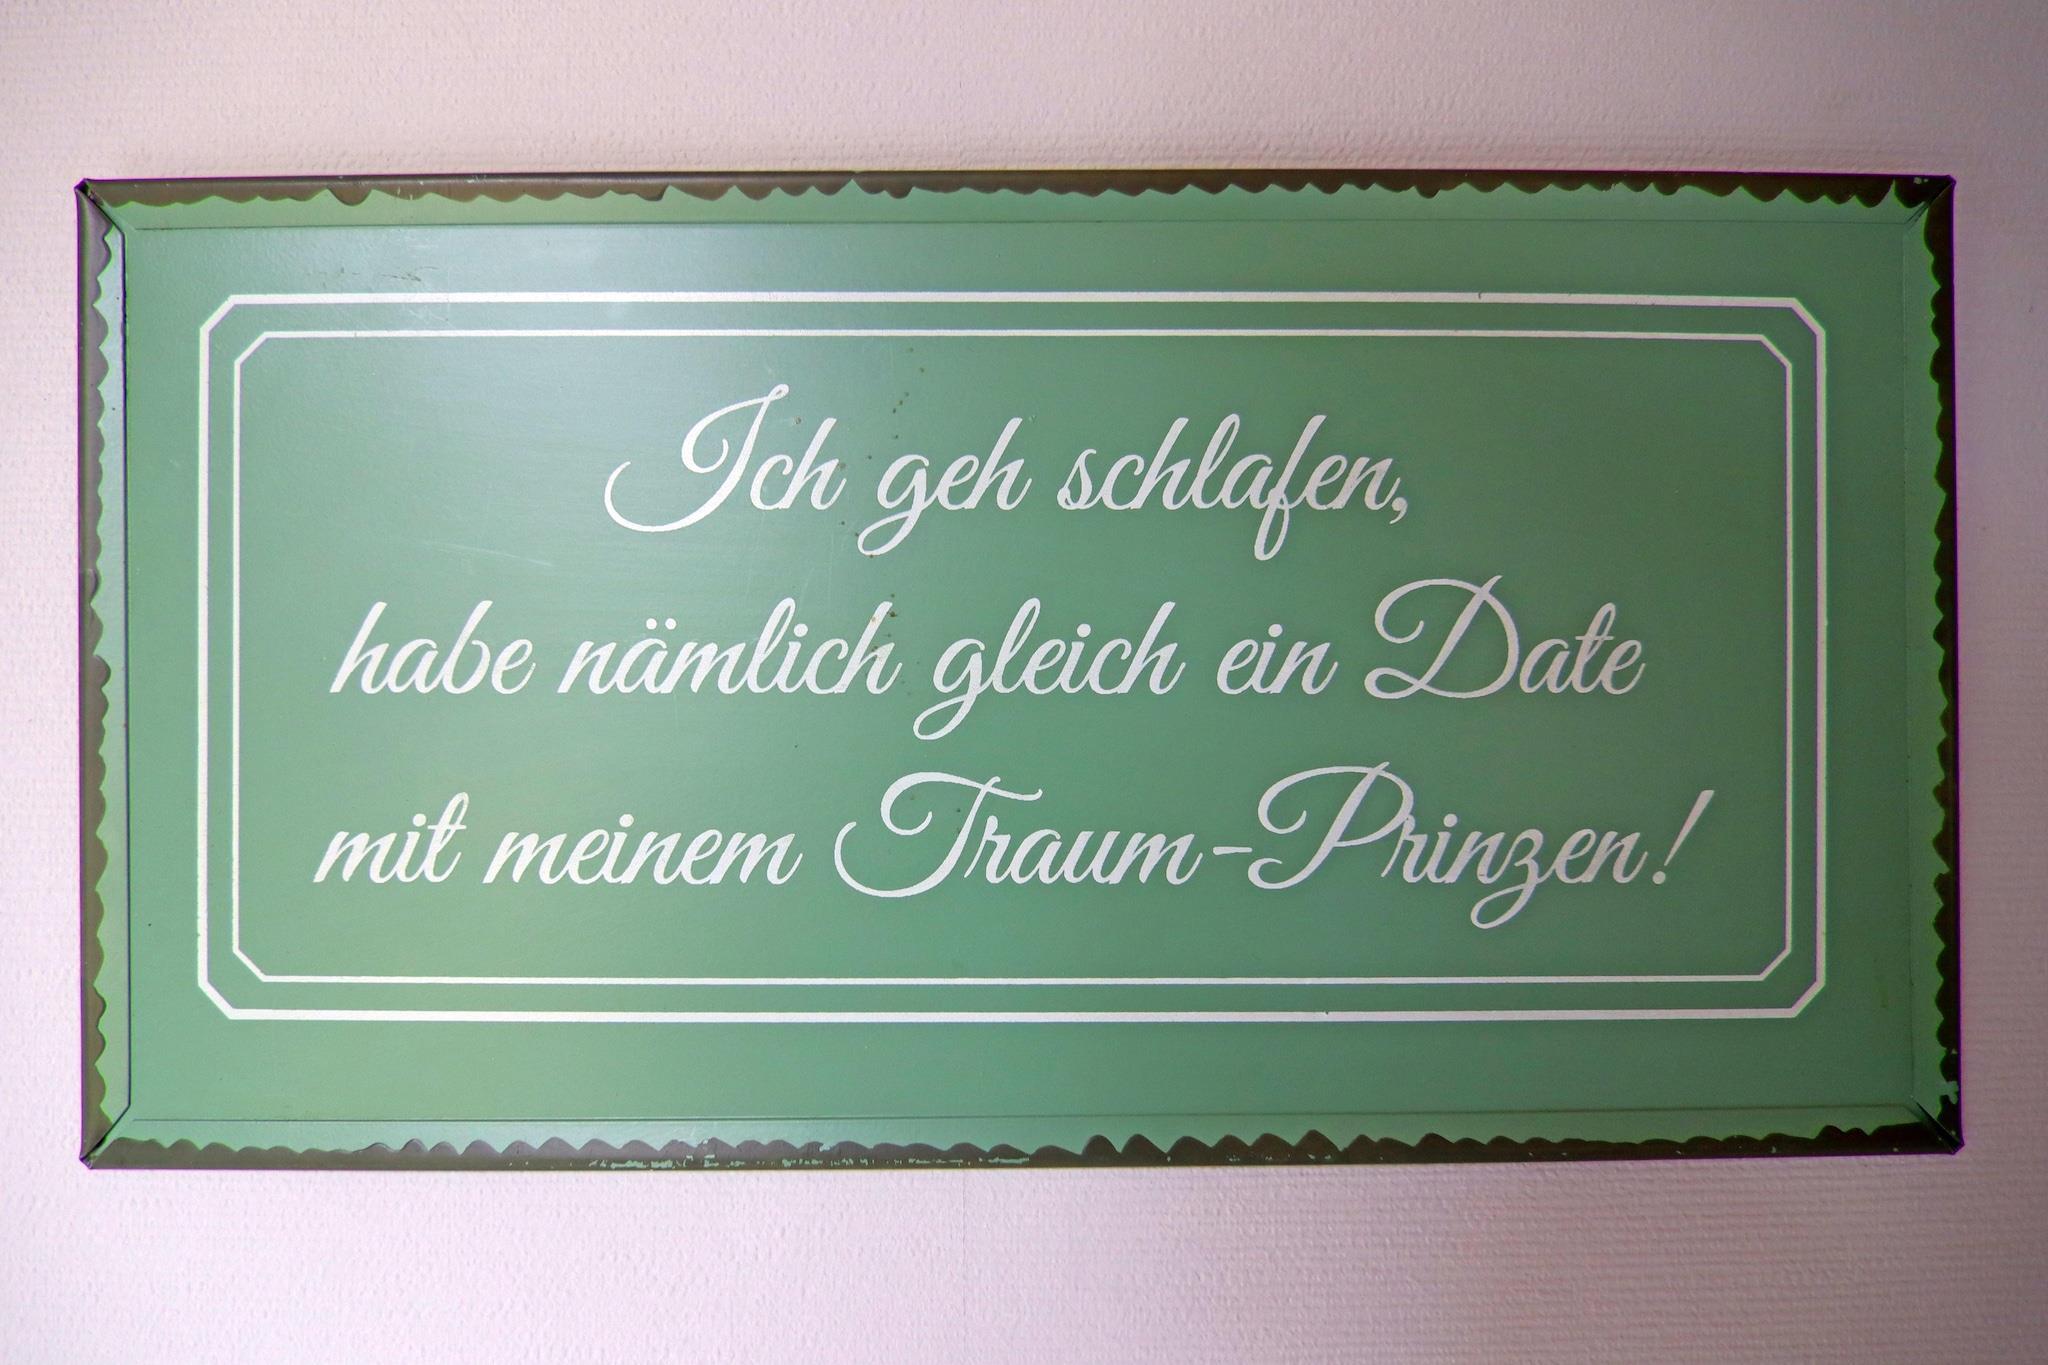 Ich geh schlafen,
habe nämlich gleich ein Date
mit meinem Traum-Prinzen!